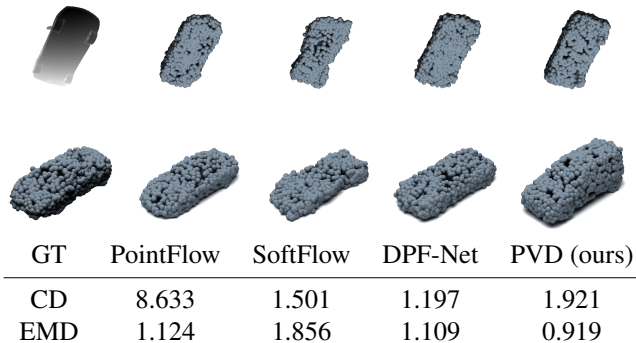 GT PointFlow SoftFlow DPF-Net PVD (ours)
CD 8.633 1.501 1.197 1.921
EMD 1.124 1.856 1.109 0.919